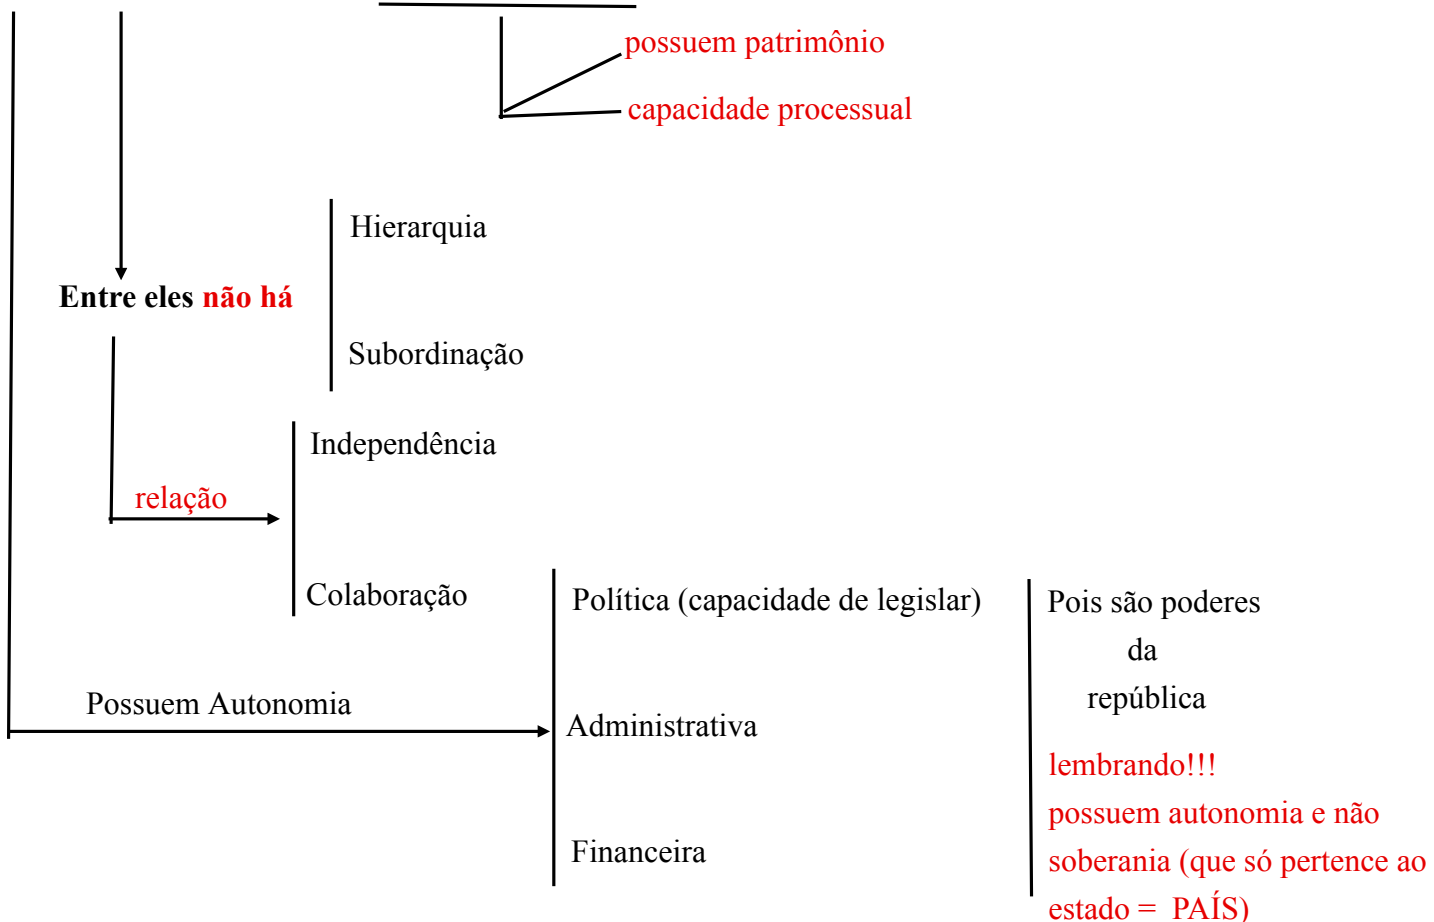 possuem patrimônio
capacidade processual
Hierarquia
Entre eles não há
Subordinação
Independência
relação
Colaboração
Política (capacidade de legislar)
Pois são poderes
da
república
Possuem Autonomia
Administrativa
Financeira
lembrando!!!
possuem autonomia e não
soberania (que só pertence ao
estado = PAÍS)